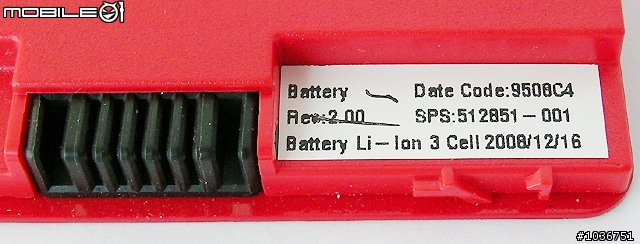 MOBILE01
Battery Date Code:9508C4
Rev:2.00 SPS:512851-001
Battery Li-Ion 3 Cell 2008/12/16
#1036751